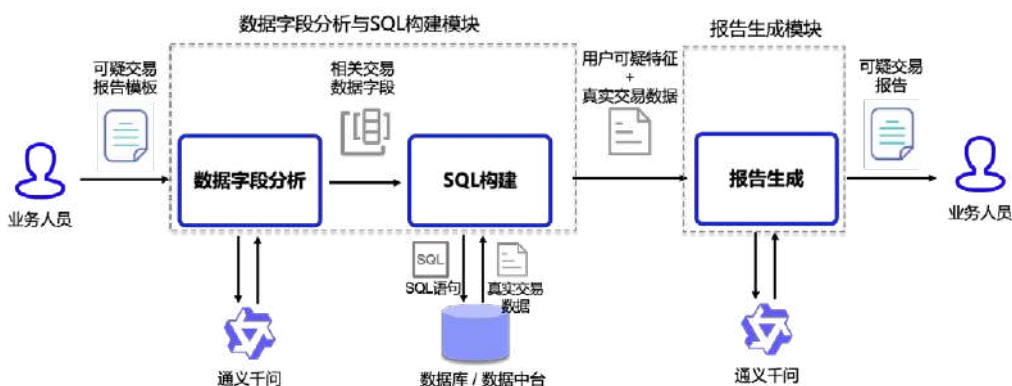 数据字段分析与SQL构建模块
报告生成模块
可疑交易
报告模板
相关交易
数据字段
用户可疑特征
+
真实交易数据
可疑交易
报告
业务人员
数据字段分析
SQL构建
报告生成
业务人员
SQL
SQL语句
真实交易
数据
通义千问
数据库 / 数据中台
通义千问